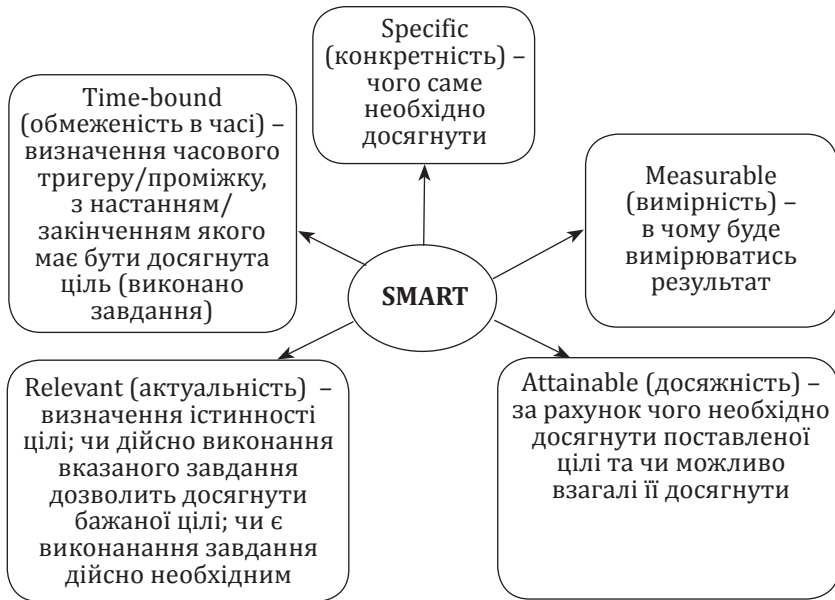 Specific
(конкретність) –
чого саме
необхідно
досягнути
Time-bound
(обмеженість в часі) –
визначення часового
тригеру/проміжку,
з настанням/
закінченням якого
має бути досягнута
ціль (виконано
завдання)
Measurable
(вимірність) –
в чому буде
вимірюватись
результат
SMART
Relevant (актуальність) –
визначення істинності
цілі; чи дійсно виконання
вказаного завдання
дозволить досягнути
бажаної цілі; чи є
виконанання завдання
дійсно необхідним
Attainable (досяжність) –
за рахунок чого необхідно
досягнути поставленої
цілі та чи можливо
взагалі її досягнути